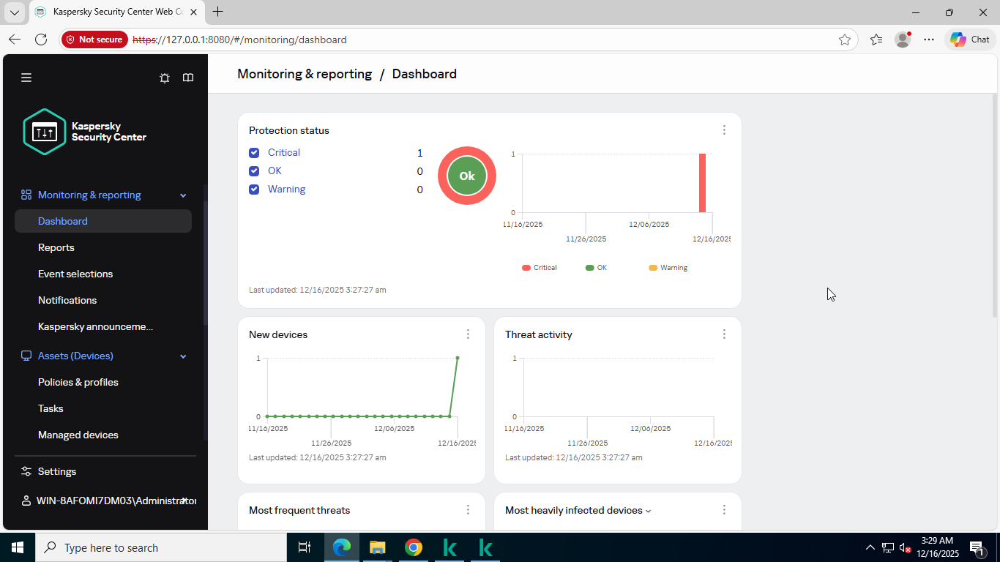 Kaspersky Security Center Web Co
Not secure
https://127.0.0.1:8080/#/monitoring/dashboard
Chat
Kaspersky
Security Center
Monitoring & reporting
Dashboard
Reports
Event selections
Notifications
Kaspersky announceme...
Assets (Devices)
Policies & profiles
Tasks
Managed devices
Settings
WIN-8AFOMI7DM03\Administrator
Monitoring & reporting / Dashboard
Protection status
Critical 1
OK 0
Warning 0
Ok
1
0
11/16/2025 12/06/2025
11/26/2025 12/16/2025
Critical OK Warning
Last updated: 12/16/2025 3:27:27 am
New devices
1
0
11/16/2025 12/06/2025
11/26/2025 12/16/2025
Last updated: 12/16/2025 3:27:27 am
Threat activity
1
0
11/16/2025 12/06/2025
11/26/2025 12/16/2025
Last updated: 12/16/2025 3:27:27 am
Most frequent threats
Most heavily infected devices
Type here to search
3:29 AM
12/16/2025
1